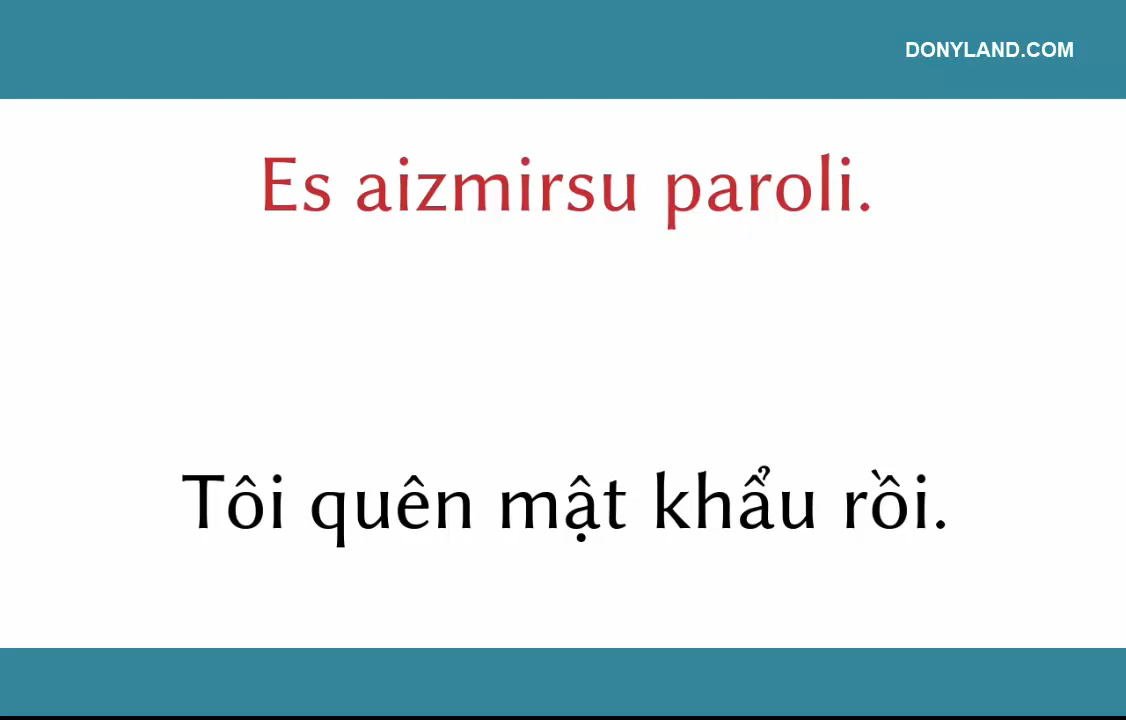 DONYLAND.COM
Es aizmirsu paroli.
Tôi quên mật khẩu rồi.